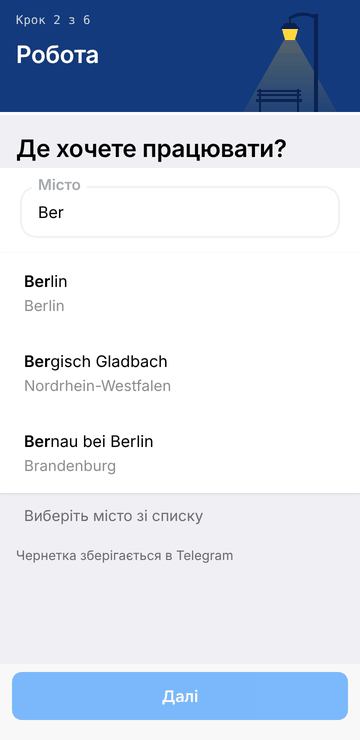 Крок 2 з 6
Робота
Де хочете працювати?
Місто
Ber
Berlin
Berlin
Bergisch Gladbach
Nordrhein-Westfalen
Bernau bei Berlin
Brandenburg
Виберіть місто зі списку
Чернетка зберігається в Telegram
Далі